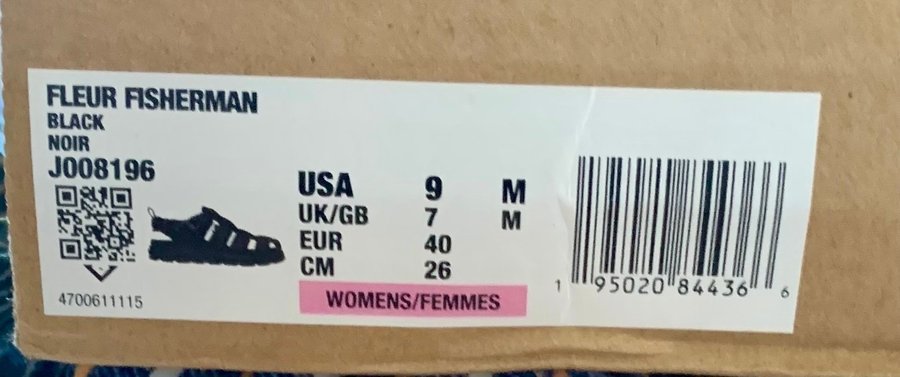 FLEUR FISHERMAN
BLACK
NOIR
J008196
4700611115
USA 9 M
UK/GB 7 M
EUR 40
CM 26
WOMENS/FEMMES
1 95020 84436 6